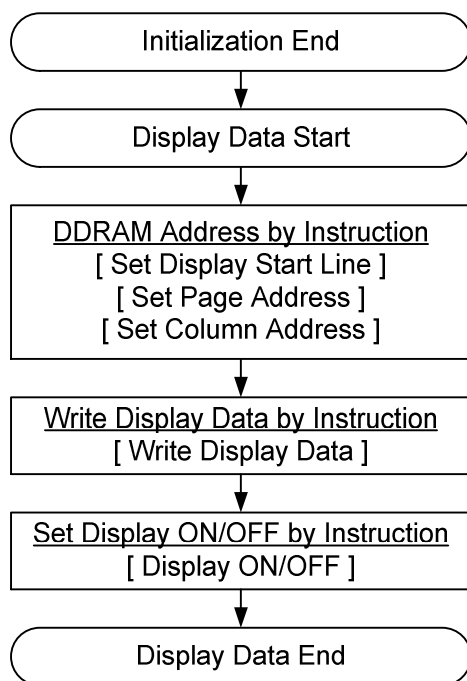 Initialization End
Display Data Start
DDRAM Address by Instruction
[ Set Display Start Line ]
[ Set Page Address ]
[ Set Column Address ]
Write Display Data by Instruction
[ Write Display Data ]
Set Display ON/OFF by Instruction
[ Display ON/OFF ]
Display Data End